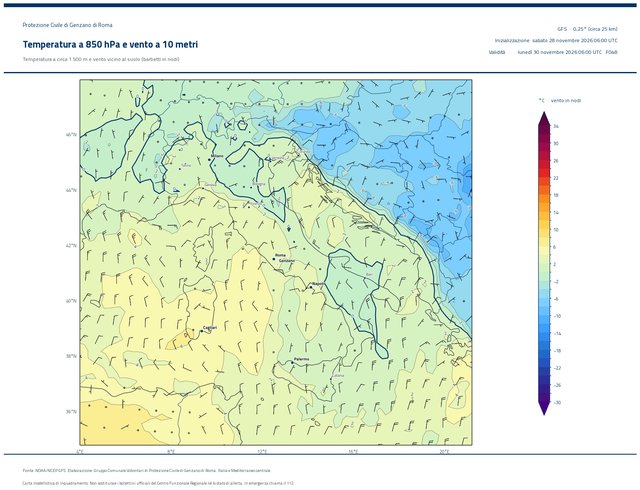 Protezione Civile di Genzano di Roma
GFS · 0,25° (circa 25 km)
Inizializzazione sabato 28 novembre 2026 06:00 UTC
Temperatura a 850 hPa e vento a 10 metri
Validità lunedì 30 novembre 2026 06:00 UTC F048
Temperatura a circa 1.500 m e vento vicino al suolo (barbetti in nodi)
°C vento in nodi
46°N
44°N
42°N
40°N
38°N
36°N
Milano
Torino
Genova
Bologna
Roma
Genzano
Napoli
Bari
Cagliari
Palermo
Catania
34
30
26
22
18
14
10
6
2
-2
-6
-10
-14
-18
-22
-26
-30
4°E
8°E
12°E
16°E
20°E
Fonte: NOAA/NCEP GFS. Elaborazione: Gruppo Comunale Volontari di Protezione Civile di Genzano di Roma. Italia e Mediterraneo centrale
Carta modellistica di inquadramento. Non sostituisce i bollettini ufficiali del Centro Funzionale Regionale né lo stato di allerta. In emergenza chiama il 112.